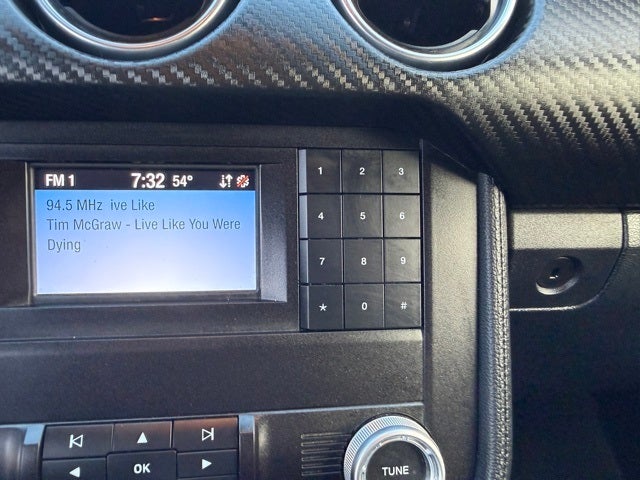 FM 1 7:32 54°
94.5 MHz ive Like
Tim McGraw - Live Like You Were
Dying
1 2 3
4 5 6
7 8 9
* 0 #
OK
TUNE